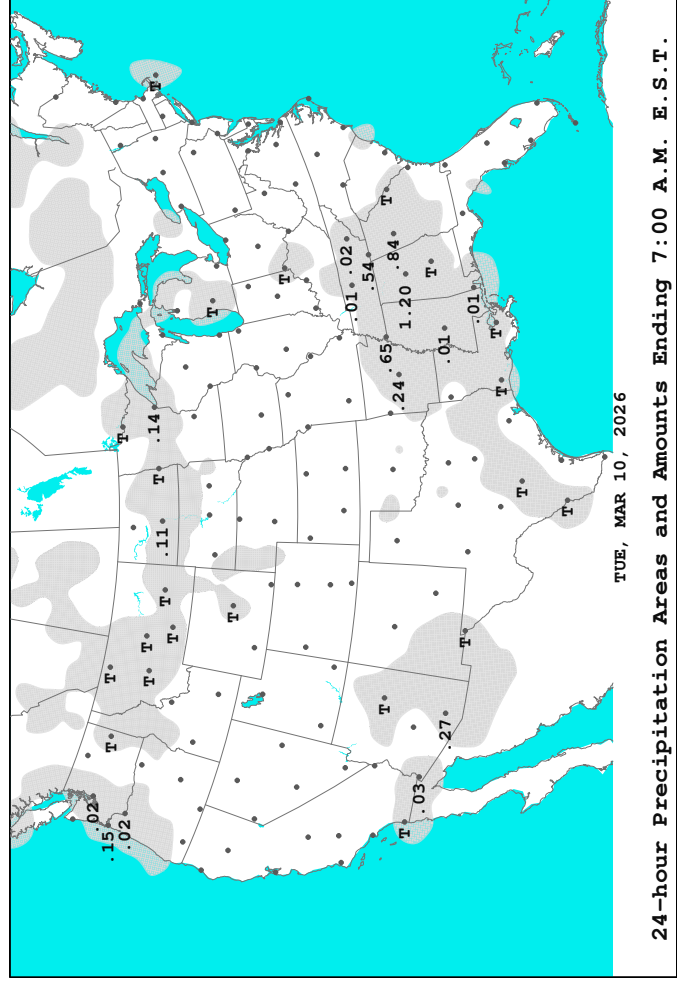 .02
.15
T
T
T
.02
T
T
.14
T
T
.11
T
T
T
T
T
.02
.01
.54
T
.65
T
.84
.24
T
1.20
.03
T
.27
.01
T
.01
T
T
T
T
TUE, MAR 10, 2026
24-hour Precipitation Areas and Amounts Ending 7:00 A.M. E.S.T.